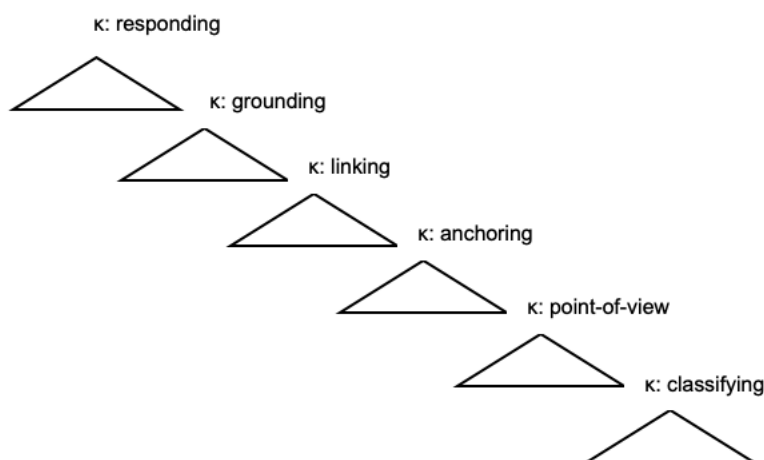 κ: responding
κ: grounding
κ: linking
κ: anchoring
κ: point-of-view
κ: classifying